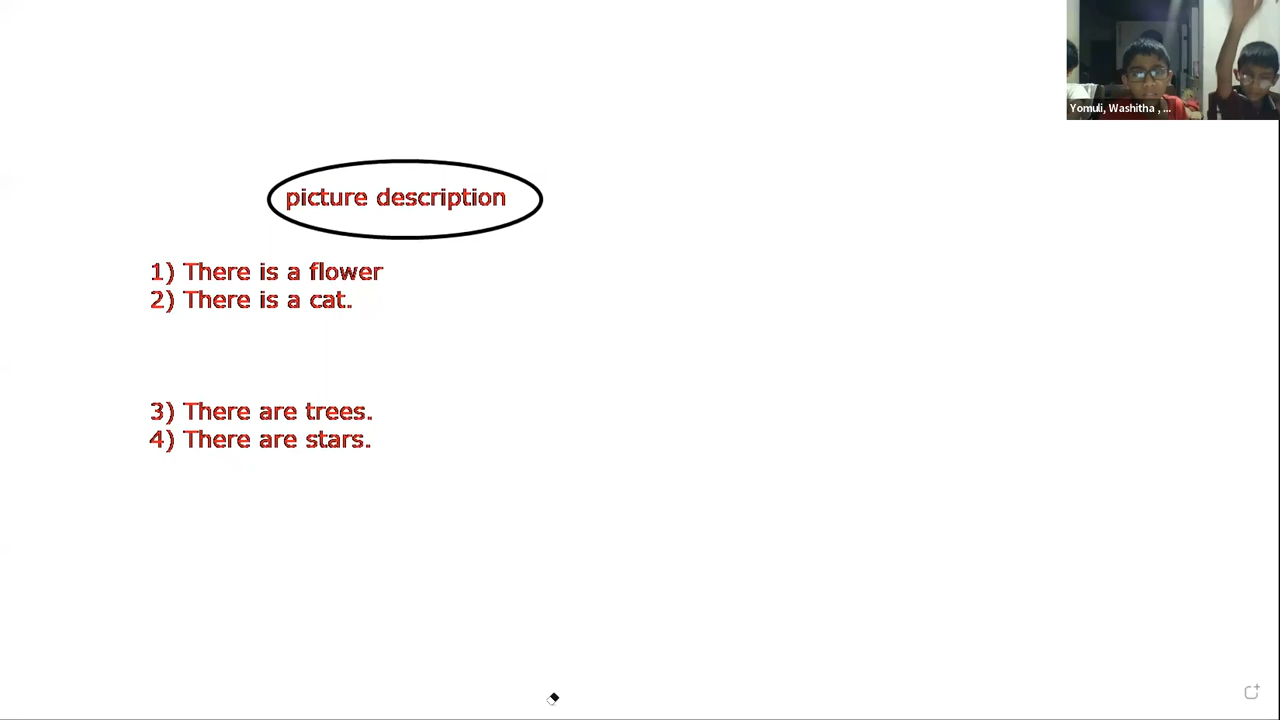 Yomuli, Washitha , ...
picture description
1) There is a flower
2) There is a cat.
3) There are trees.
4) There are stars.